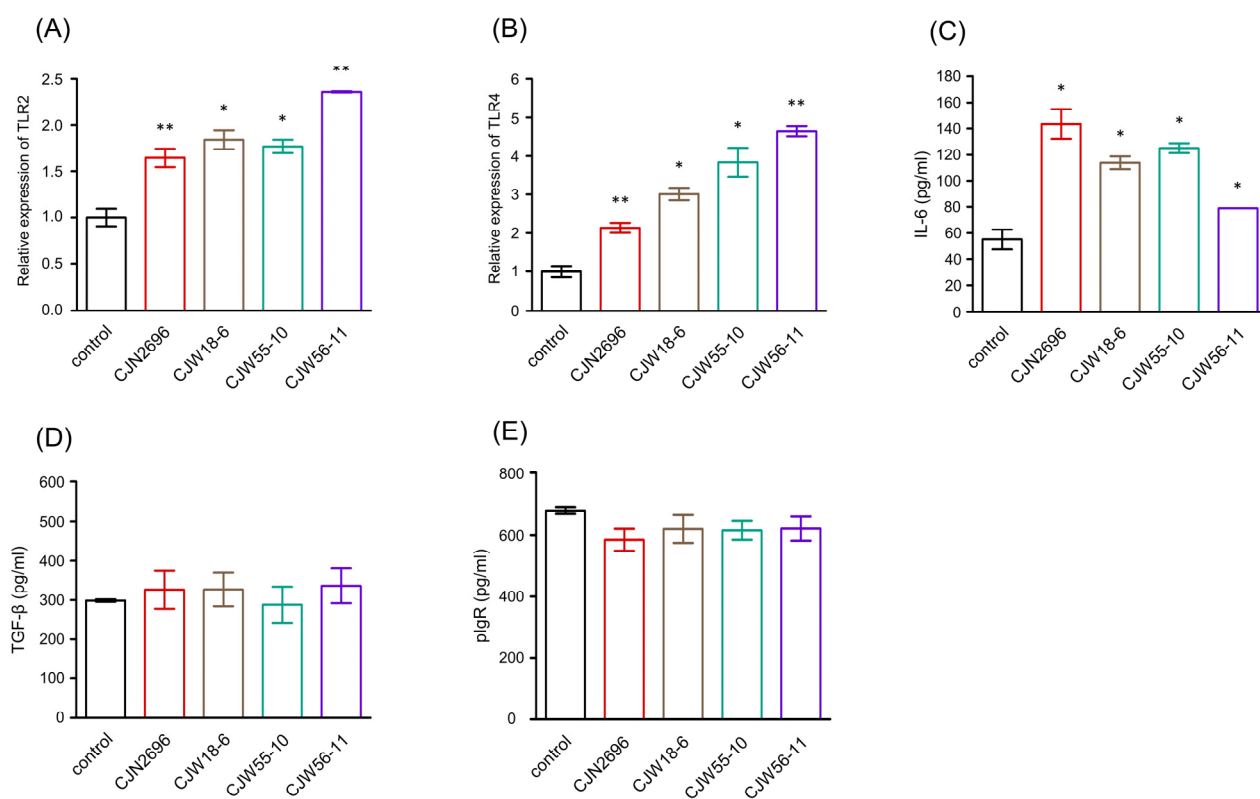 (A)
Relative expression of TLR2
2.5
2.0
1.5
1.0
0.5
0.0
**
*
*
**
control
CJN2696
CJW18-6
CJW55-10
CJW56-11
(B)
Relative expression of TLR4
6
5
4
3
2
1
0
**
*
*
**
control
CJN2696
CJW18-6
CJW55-10
CJW56-11
(C)
IL-6 (pg/ml)
180
160
140
120
100
80
60
40
20
0
*
*
*
*
control
CJN2696
CJW18-6
CJW55-10
CJW56-11
(D)
TGF-β (pg/ml)
600
500
400
300
200
100
0
control
CJN2696
CJW18-6
CJW55-10
CJW56-11
(E)
pIgR (pg/ml)
800
600
400
200
0
control
CJN2696
CJW18-6
CJW55-10
CJW56-11